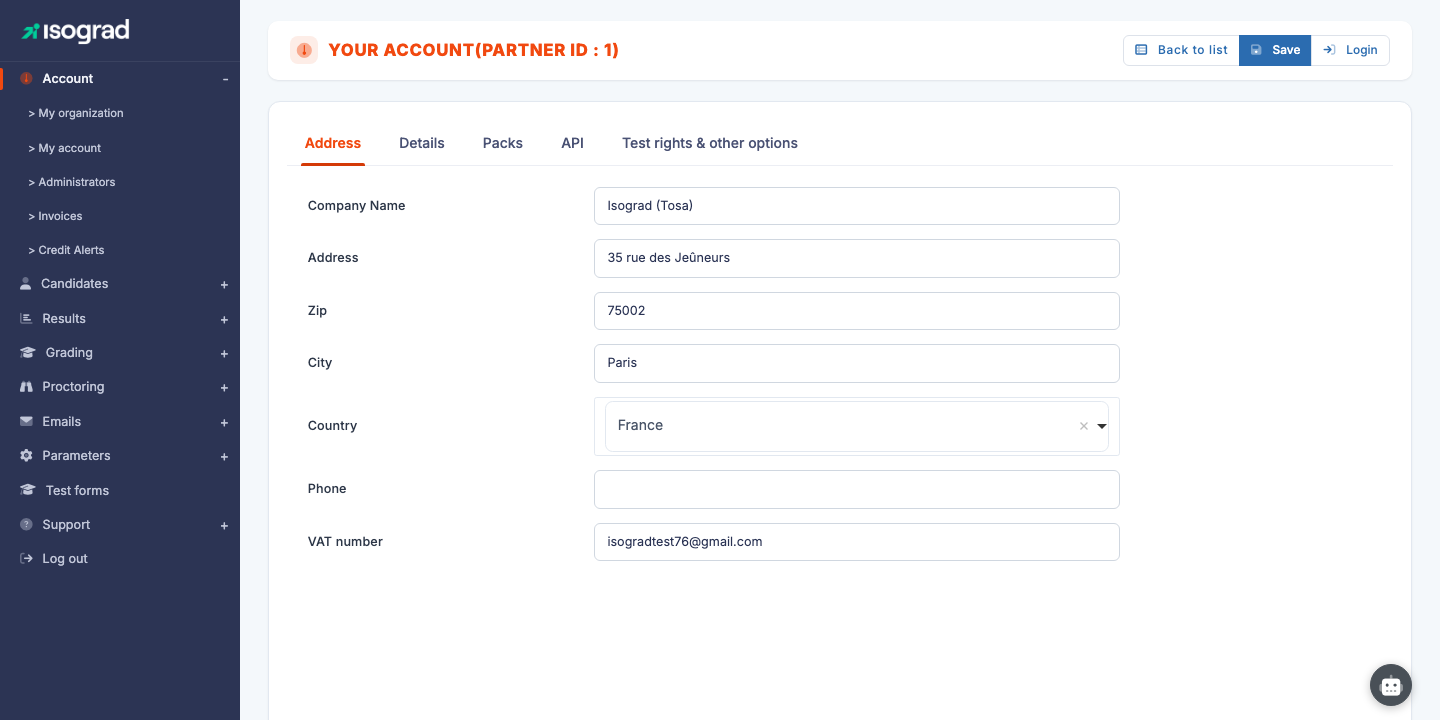 isograd
Account -
> My organization
> My account
> Administrators
> Invoices
> Credit Alerts
Candidates +
Results +
Grading +
Proctoring +
Emails +
Parameters +
Test forms
Support +
Log out
YOUR ACCOUNT(PARTNER ID : 1)
Back to list Save Login
Address Details Packs API Test rights & other options
Company Name Isograd (Tosa)
Address 35 rue des Jeûneurs
Zip 75002
City Paris
Country France ×
Phone
VAT number isogradtest76@gmail.com